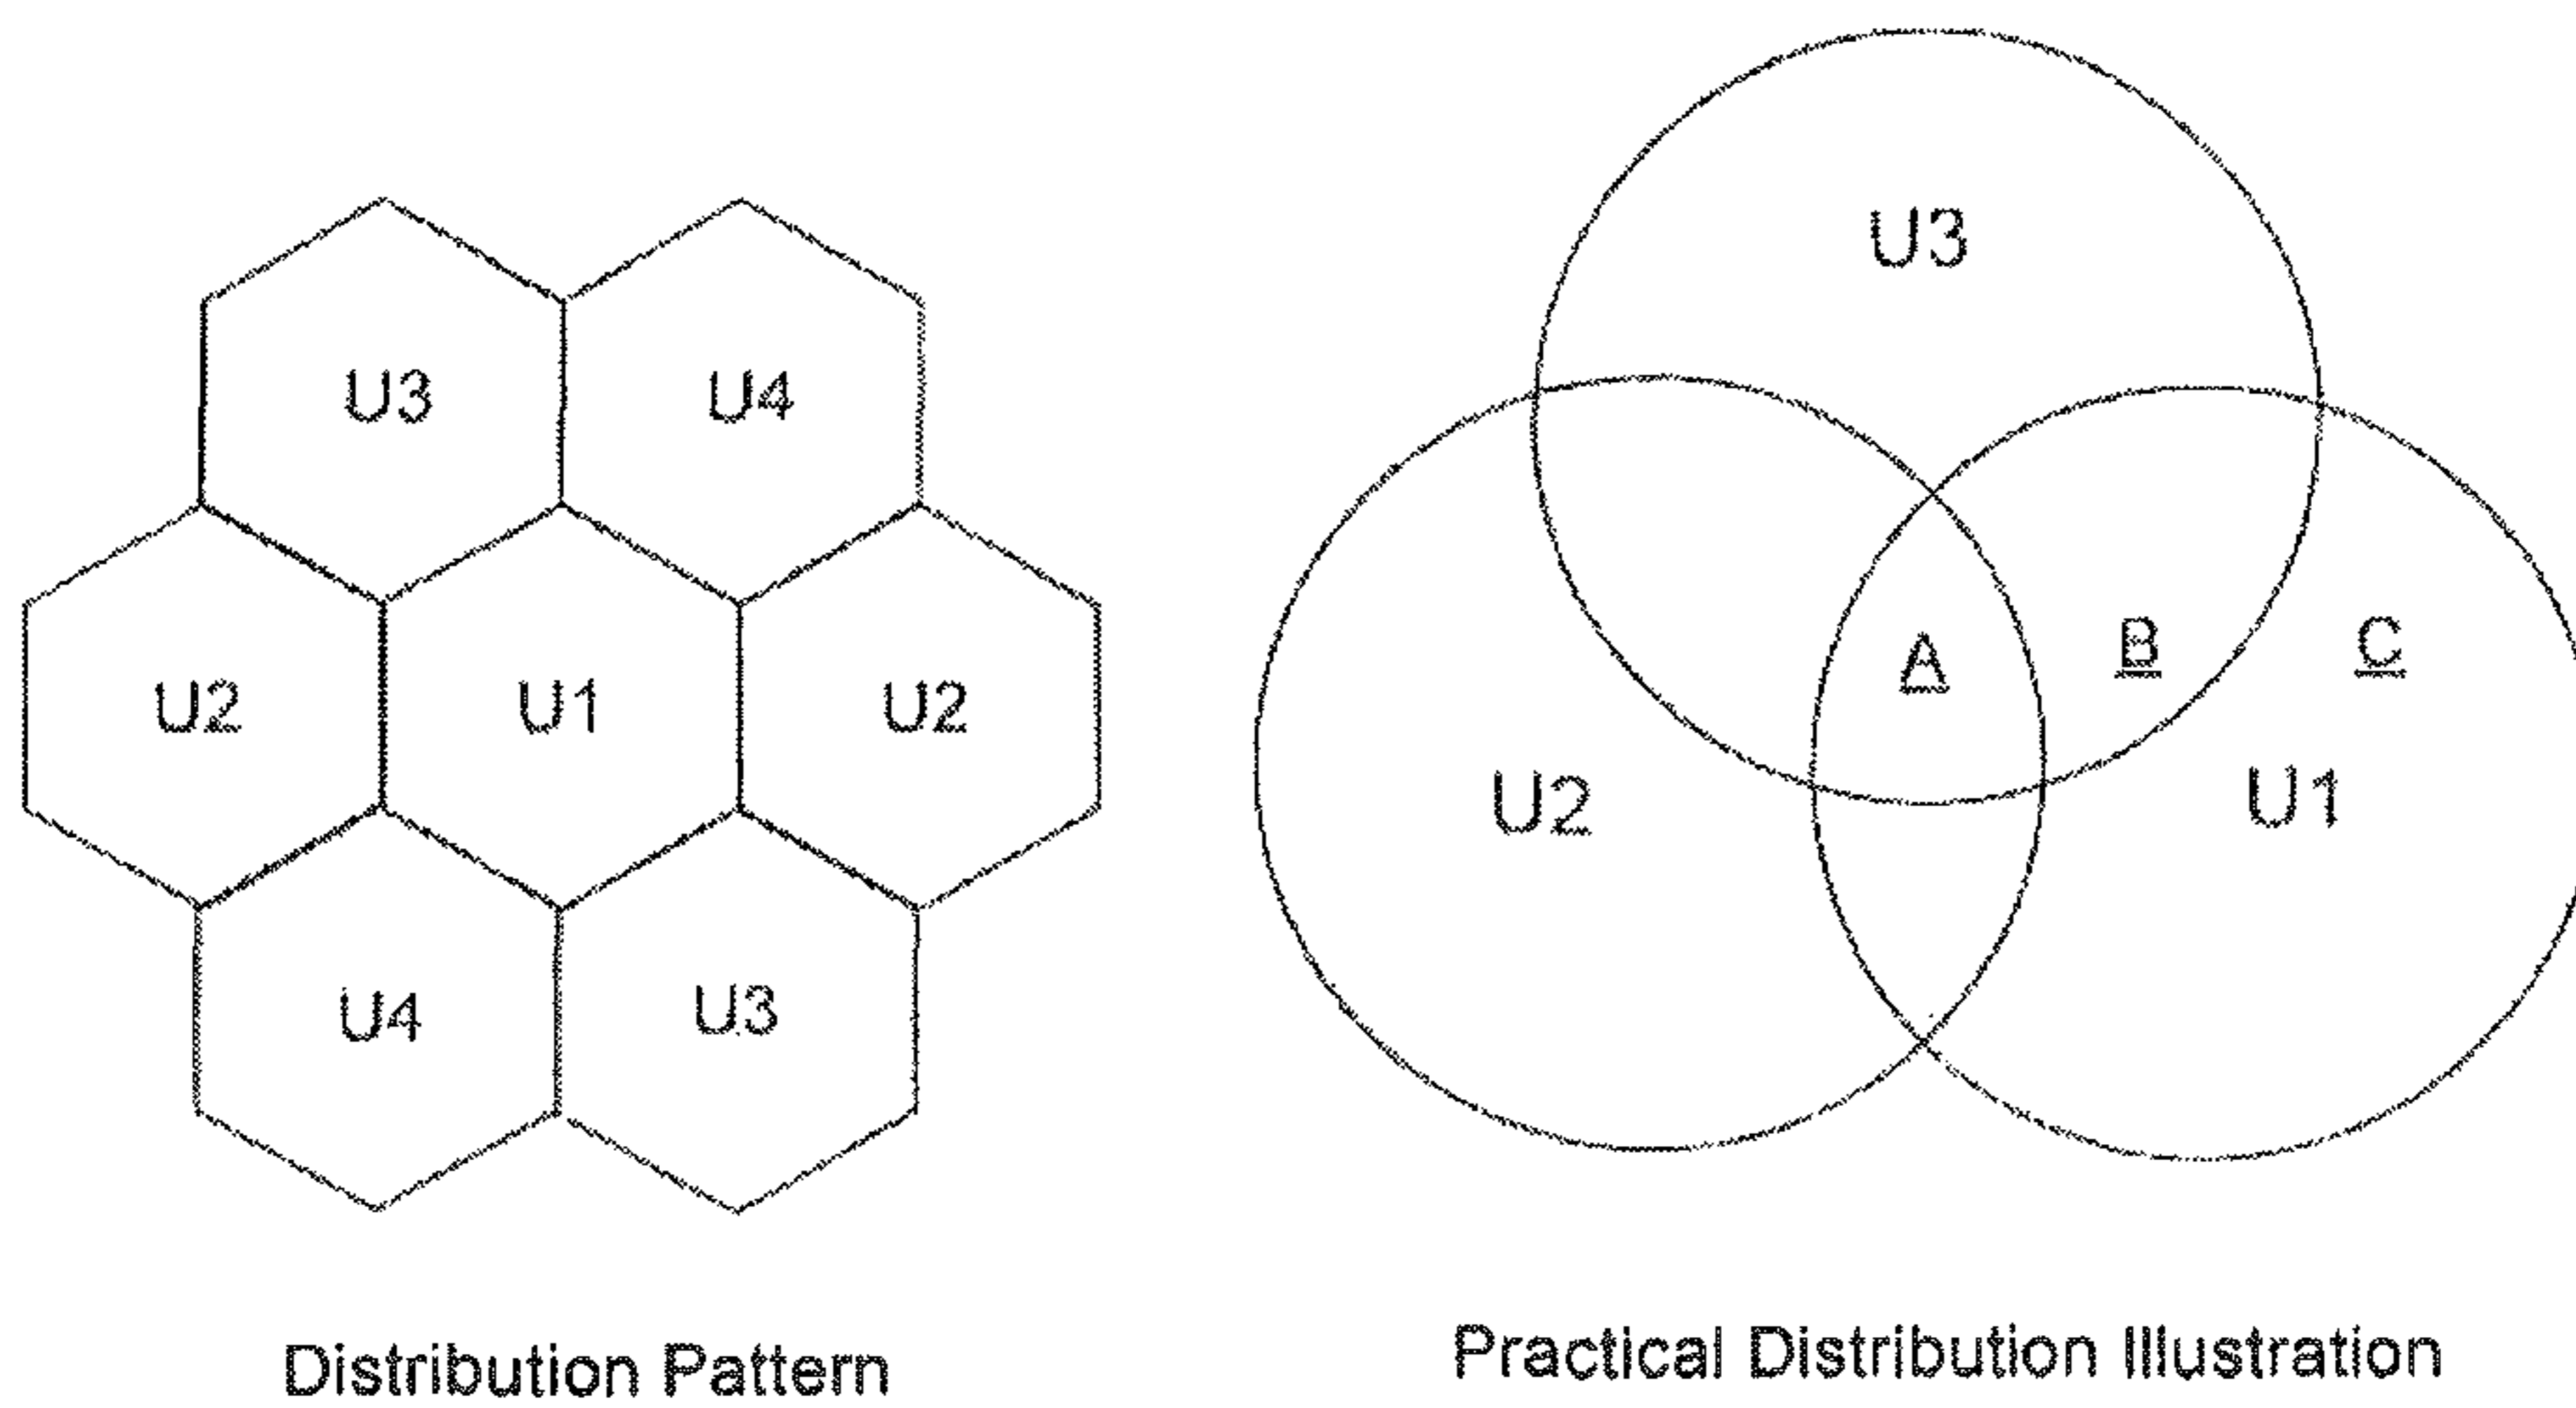 U3
U3 U4
B C
A
U2 U1 U2
U2 U1
U4 U3
Distribution Pattern
Practical Distribution Illustration